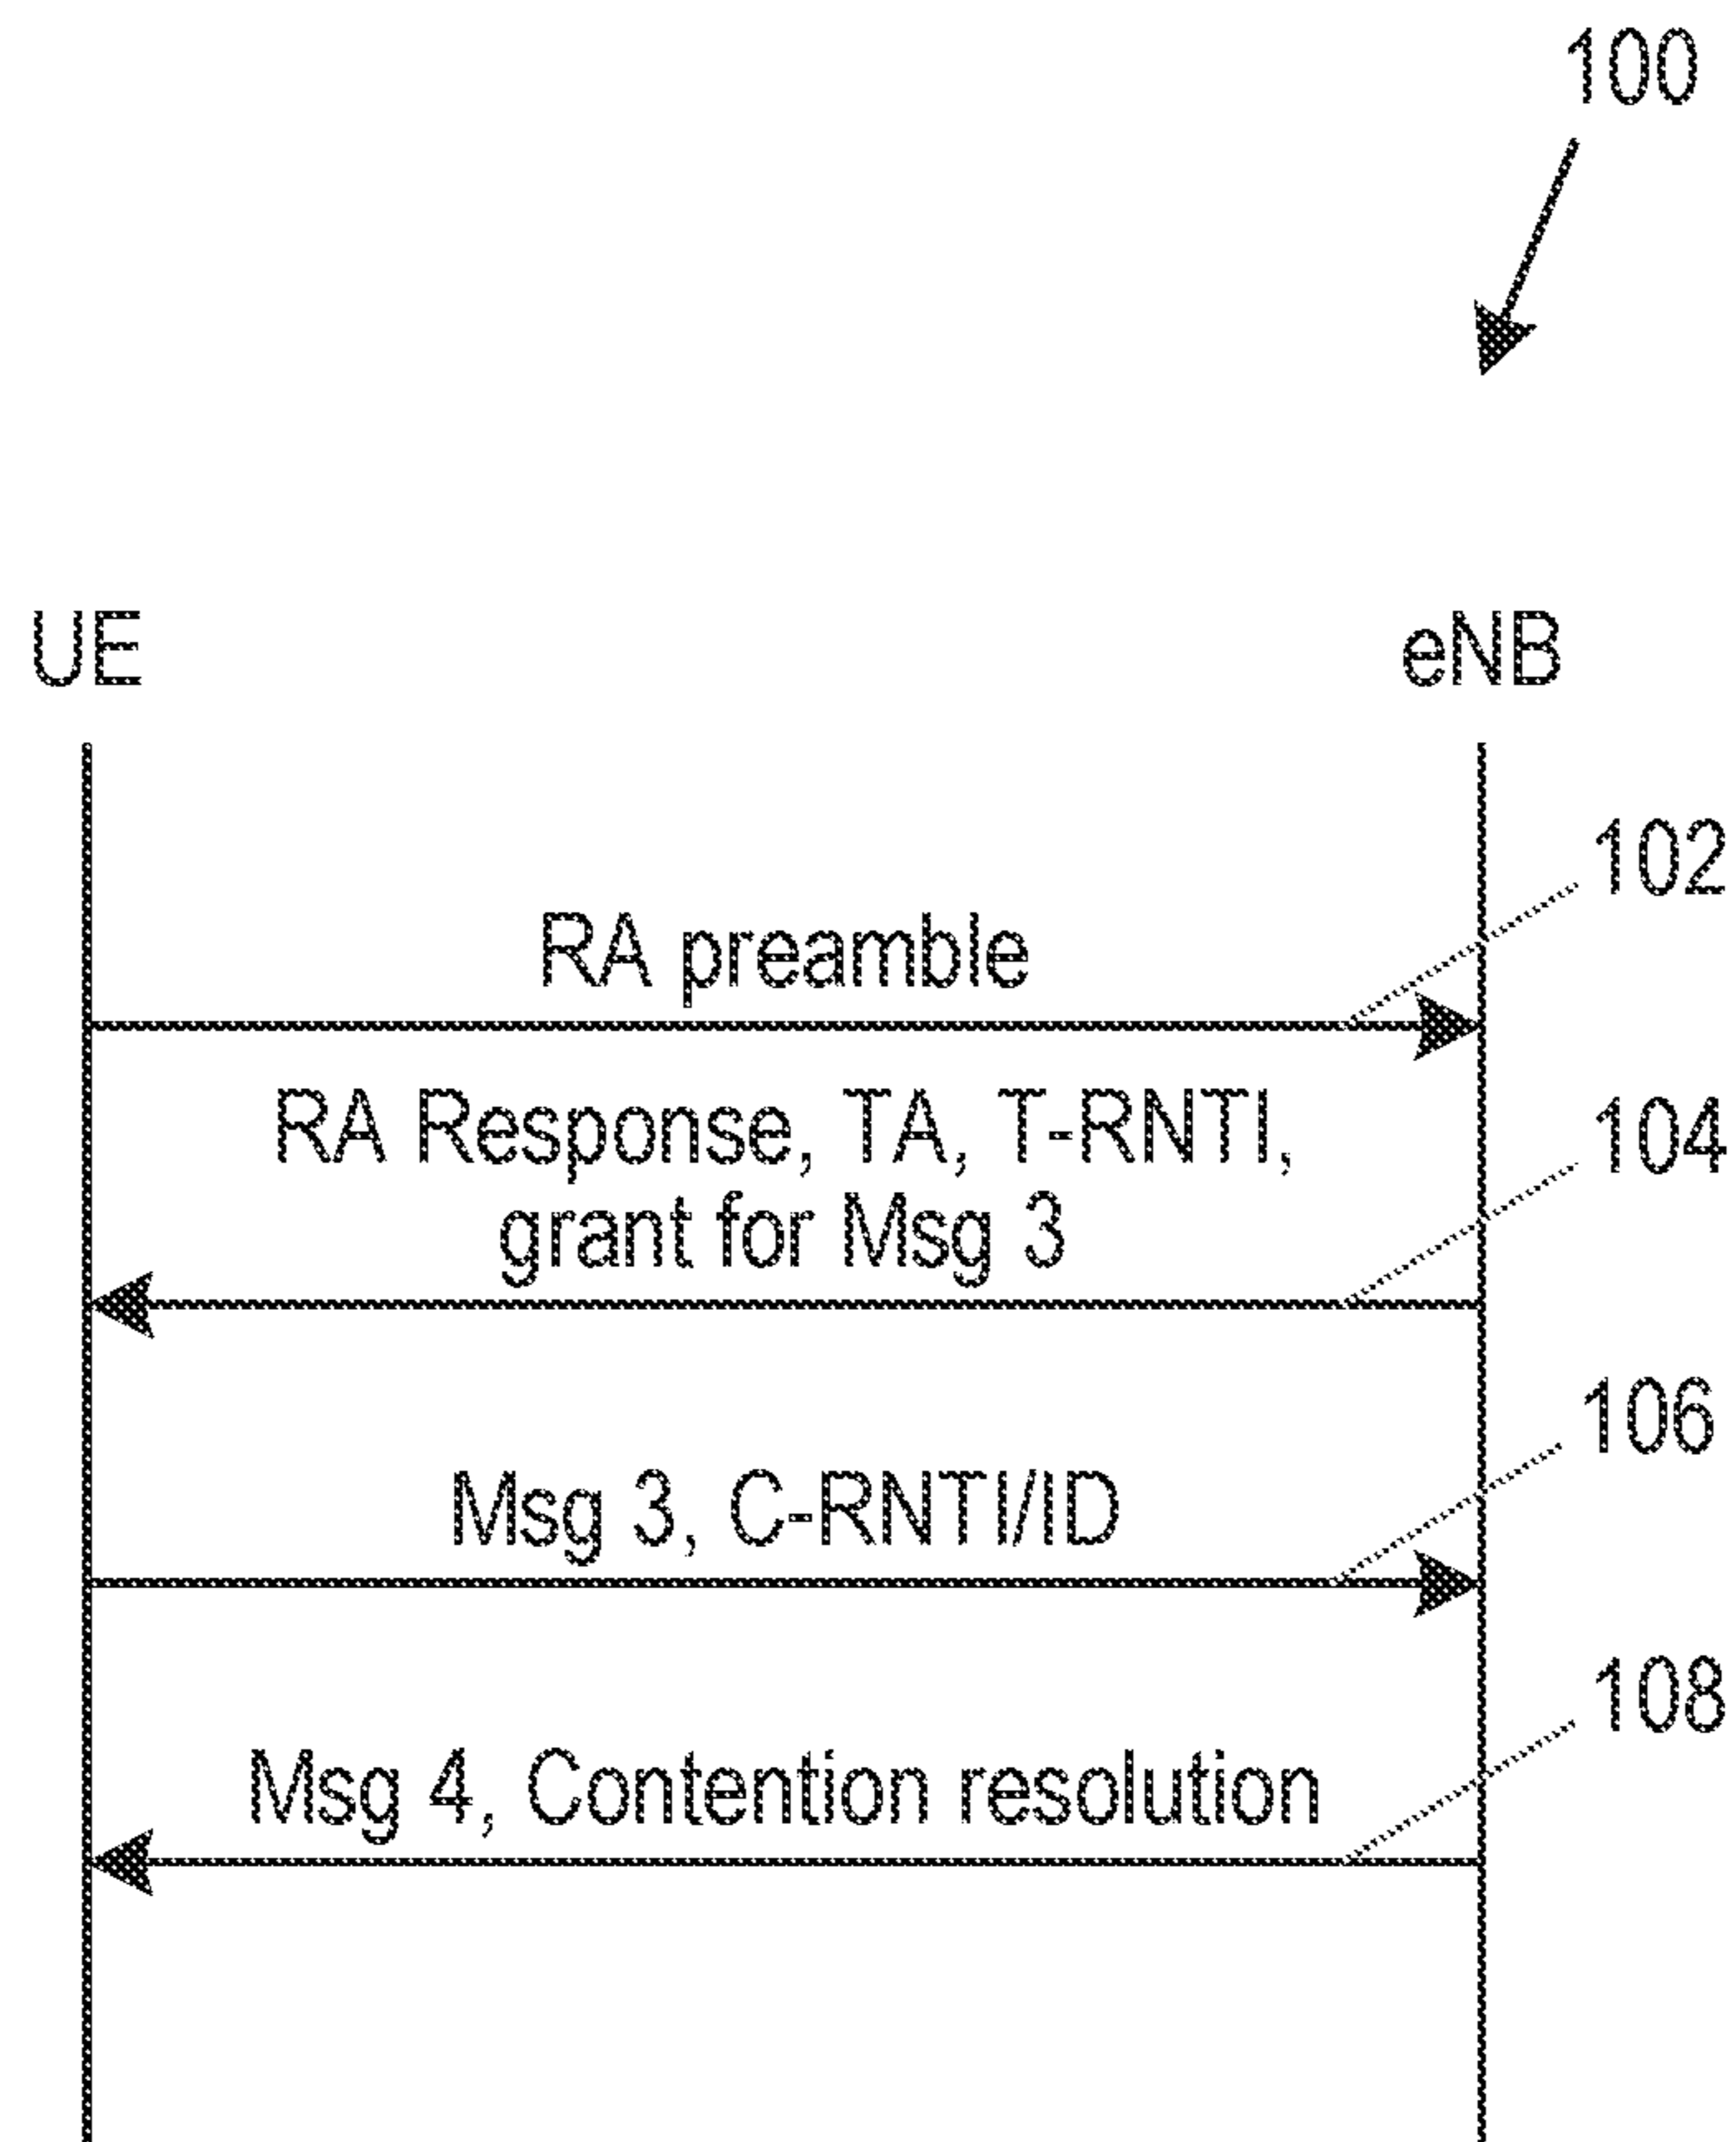 100
UE
eNB
102
RA preamble
RA Response, TA, T-RNTI,
104
grant for Msg 3
106
Msg 3, C-RNTI/ID
108
Msg 4, Contention resolution